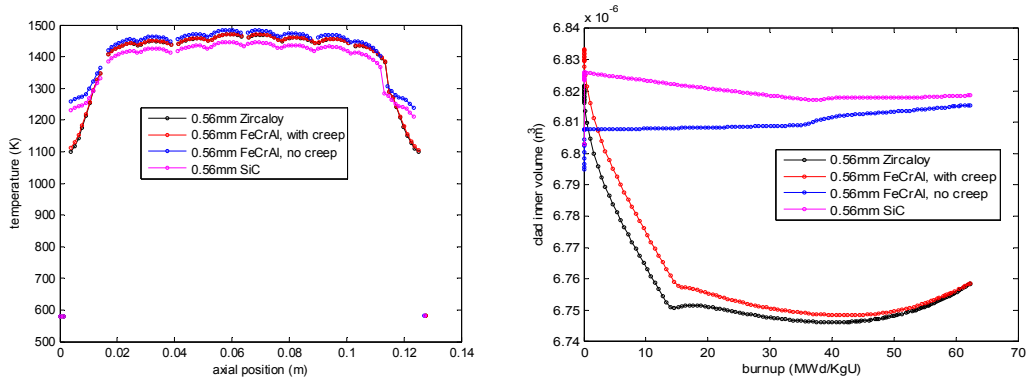 1500
1400
1300
1200
1100
1000
900
800
700
600
500
0
0.02
0.04
0.06
0.08
0.1
0.12
0.14
temperature (K)
axial position (m)
0.56mm Zircaloy
0.56mm FeCrAl, with creep
0.56mm FeCrAl, no creep
0.56mm SiC
6.84
x 10⁻⁶
6.83
6.82
6.81
6.8
6.79
6.78
6.77
6.76
6.75
6.74
0
10
20
30
40
50
60
70
clad inner volume (m³)
burnup (MWd/KgU)
0.56mm Zircaloy
0.56mm FeCrAl, with creep
0.56mm FeCrAl, no creep
0.56mm SiC